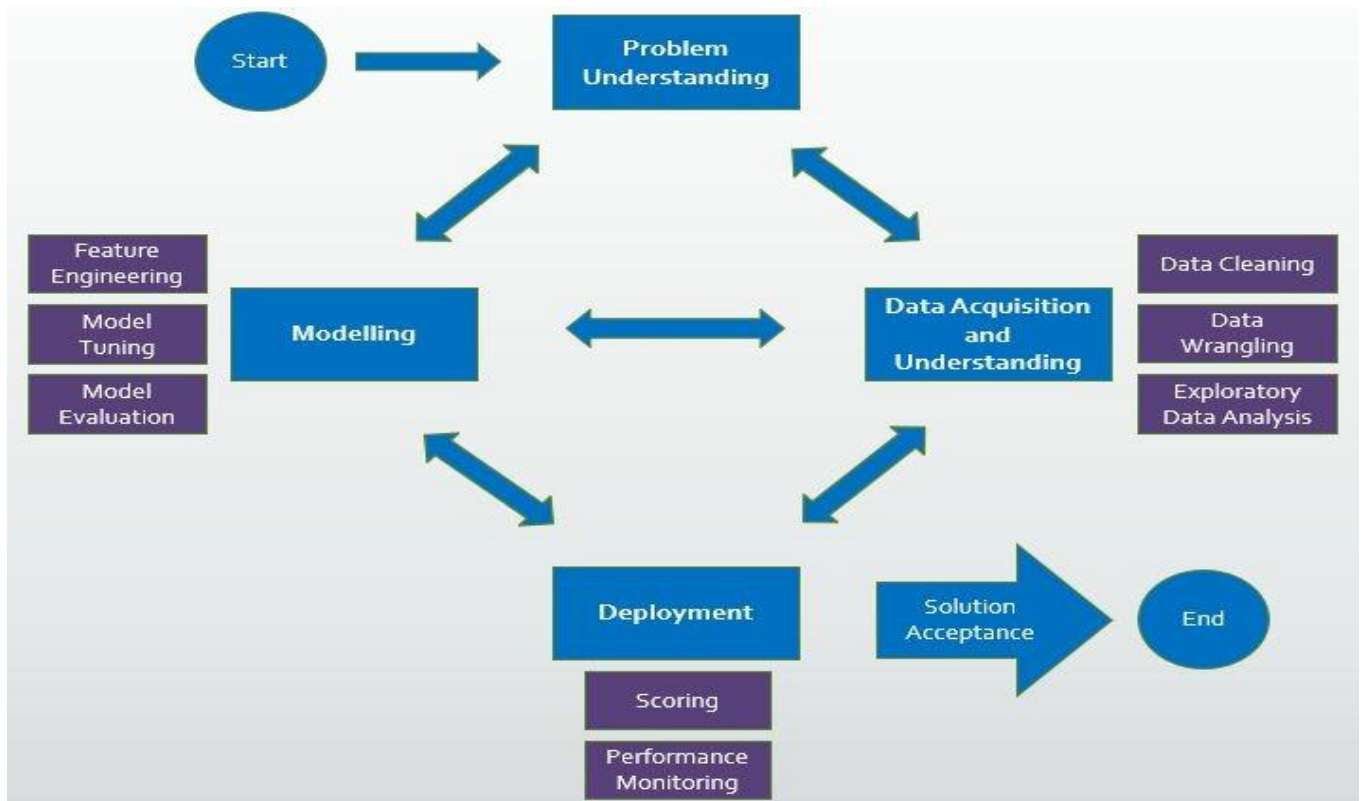 Start
Problem
Understanding
Feature
Engineering
Model
Tuning
Model
Evaluation
Modelling
Data Acquisition
and
Understanding
Data Cleaning
Data
Wrangling
Exploratory
Data Analysis
Deployment
Scoring
Performance
Monitoring
Solution
Acceptance
End